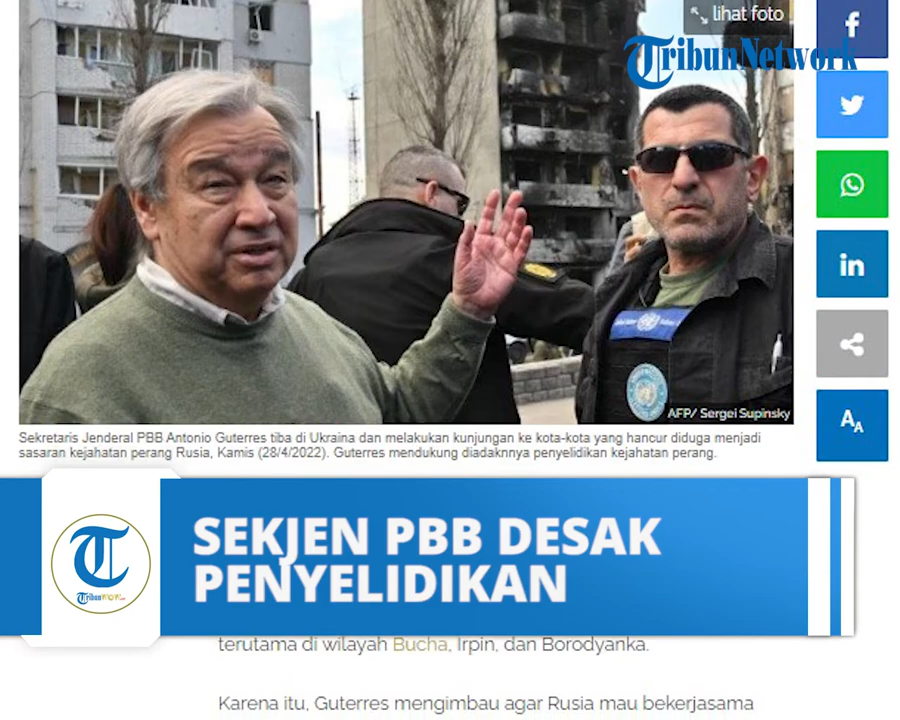 lihat foto
TribunNetwork
AFP/ Sergei Supinsky
Sekretaris Jenderal PBB Antonio Guterres tiba di Ukraina dan melakukan kunjungan ke kota-kota yang hancur diduga menjadi
sasaran kejahatan perang Rusia, Kamis (28/4/2022). Guterres mendukung diadaknnya penyelidikan kejahatan perang.
SEKJEN PBB DESAK
PENYELIDIKAN
terutama di wilayah Bucha, Irpin, dan Borodyanka.
Karena itu, Guterres mengimbau agar Rusia mau bekerjasama